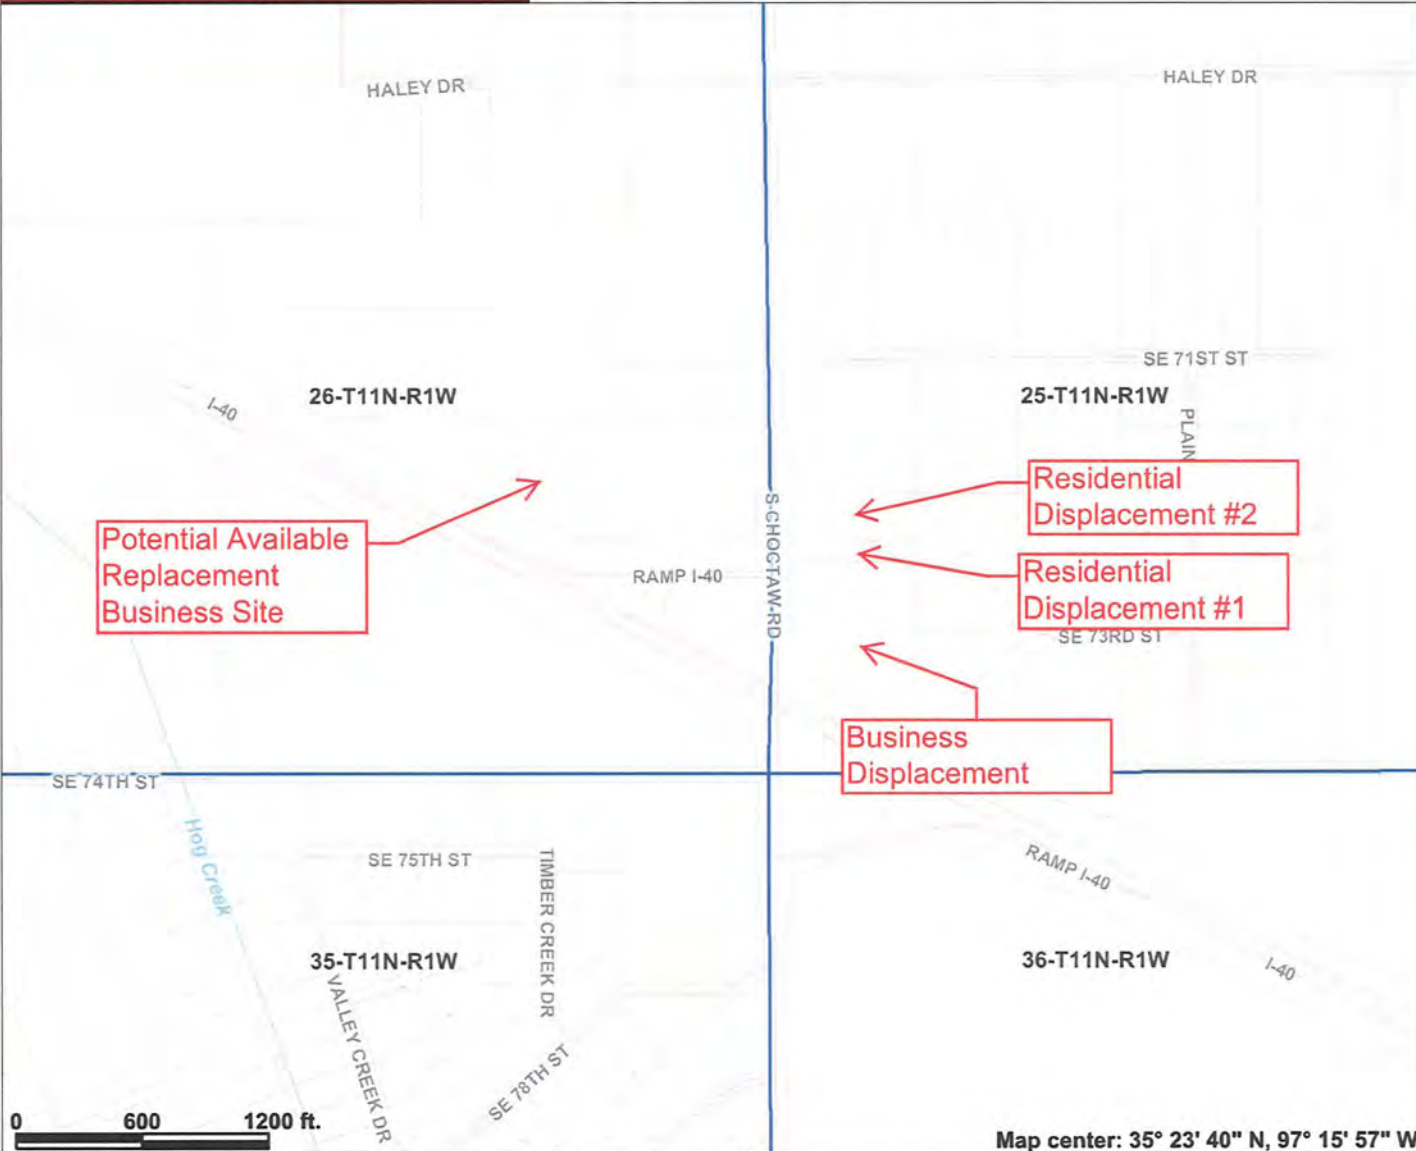 HALEY DR
HALEY DR
SE 71ST ST
26-T11N-R1W
25-T11N-R1W
I-40
PLAIN
Residential
Displacement #2
S-CHOCTAW-RD
Potential Available
Replacement
Business Site
RAMP I-40
Residential
Displacement #1
SE 73RD ST
Business
Displacement
SE 74TH ST
Hog Creek
SE 75TH ST
TIMBER CREEK DR
RAMP I-40
35-T11N-R1W
36-T11N-R1W
I-40
VALLEY CREEK DR
SE 78TH ST
0 600 1200 ft.
Map center: 35° 23' 40" N, 97° 15' 57" W